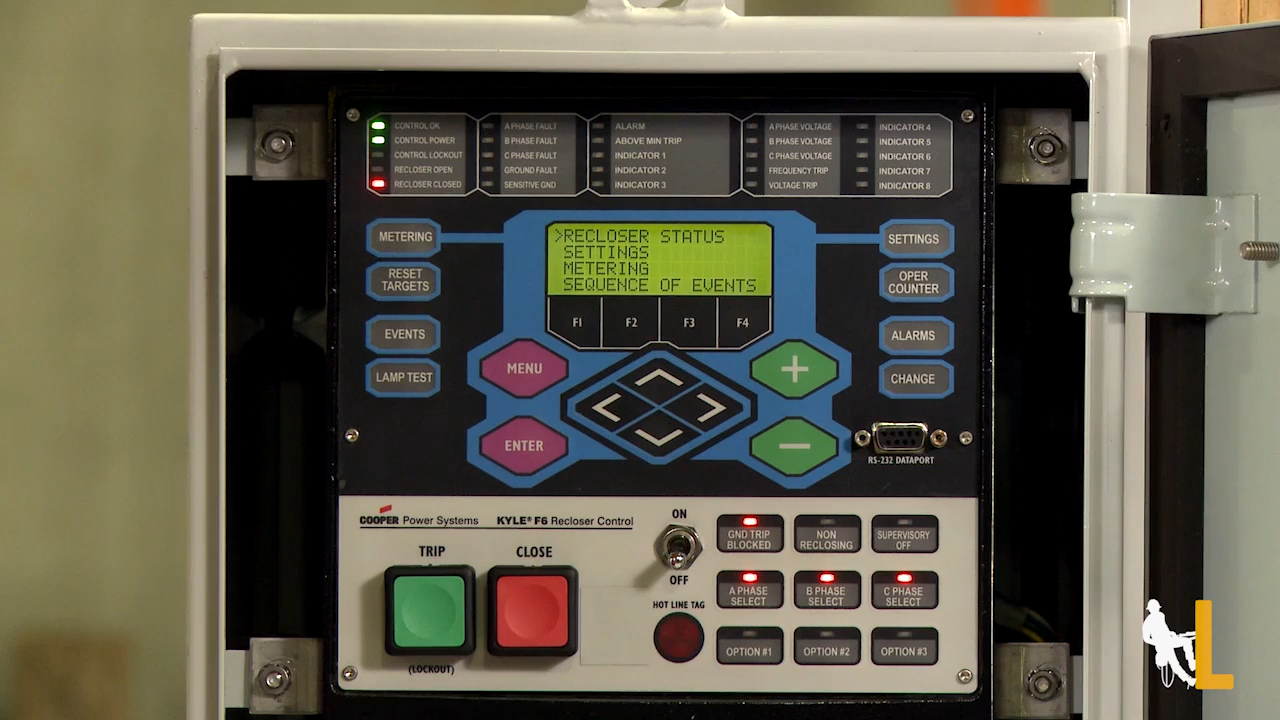 CONTROL OK
CONTROL POWER
CONTROL LOCKOUT
RECLOSER OPEN
RECLOSER CLOSED
A PHASE FAULT
B PHASE FAULT
C PHASE FAULT
GROUND FAULT
SENSITIVE GND
ALARM
ABOVE MIN TRIP
INDICATOR 1
INDICATOR 2
INDICATOR 3
A PHASE VOLTAGE
B PHASE VOLTAGE
C PHASE VOLTAGE
FREQUENCY TRIP
VOLTAGE TRIP
INDICATOR 4
INDICATOR 5
INDICATOR 6
INDICATOR 7
INDICATOR 8
METERING
RESET
TARGETS
EVENTS
LAMP TEST
>RECLOSER STATUS
SETTINGS
METERING
SEQUENCE OF EVENTS
F1 F2 F3 F4
MENU
ENTER
+
−
SETTINGS
OPER
COUNTER
ALARMS
CHANGE
RS-232 DATAPORT
COOPER Power Systems KYLE® F6 Recloser Control
TRIP
(LOCKOUT)
CLOSE
ON
OFF
HOT LINE TAG
GND TRIP
BLOCKED
NON
RECLOSING
SUPERVISORY
OFF
A PHASE
SELECT
B PHASE
SELECT
C PHASE
SELECT
OPTION #1
OPTION #2
OPTION #3
L